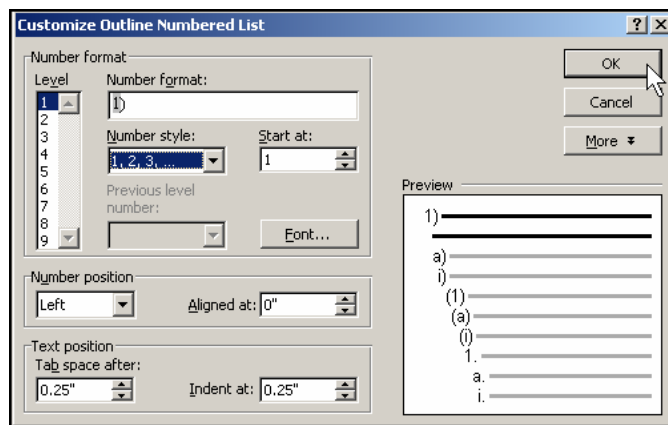 Customize Outline Numbered List
Number format
Level
1
2
3
4
5
6
7
8
9
Number format:
1)
Number style:
1, 2, 3, ...
Start at:
1
Previous level
number:
Font...
Number position
Left
Aligned at: 0"
Text position
Tab space after:
0.25"
Indent at: 0.25"
OK
Cancel
More
Preview
1)
a)
i)
(1)
(a)
(i)
1.
a.
i.